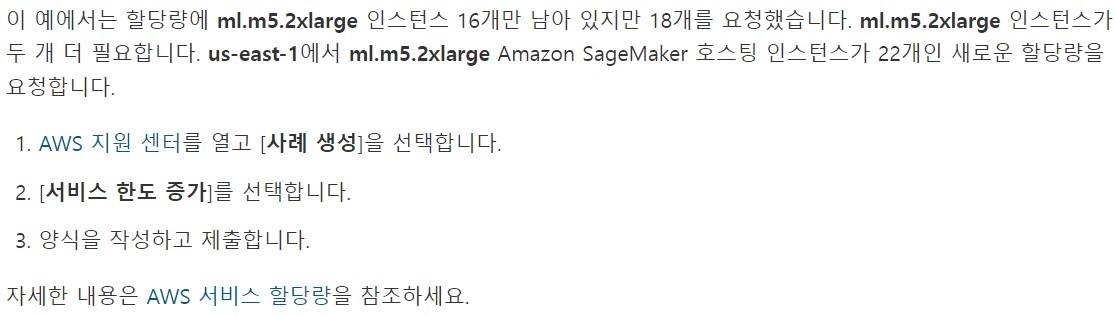 이 예에서는 할당량에 ml.m5.2xlarge 인스턴스 16개만 남아 있지만 18개를 요청했습니다. ml.m5.2xlarge 인스턴스가
두 개 더 필요합니다. us-east-1에서 ml.m5.2xlarge Amazon SageMaker 호스팅 인스턴스가 22개인 새로운 할당량을
요청합니다.
1. AWS 지원 센터를 열고 [사례 생성]을 선택합니다.
2. [서비스 한도 증가]를 선택합니다.
3. 양식을 작성하고 제출합니다.
자세한 내용은 AWS 서비스 할당량을 참조하세요.